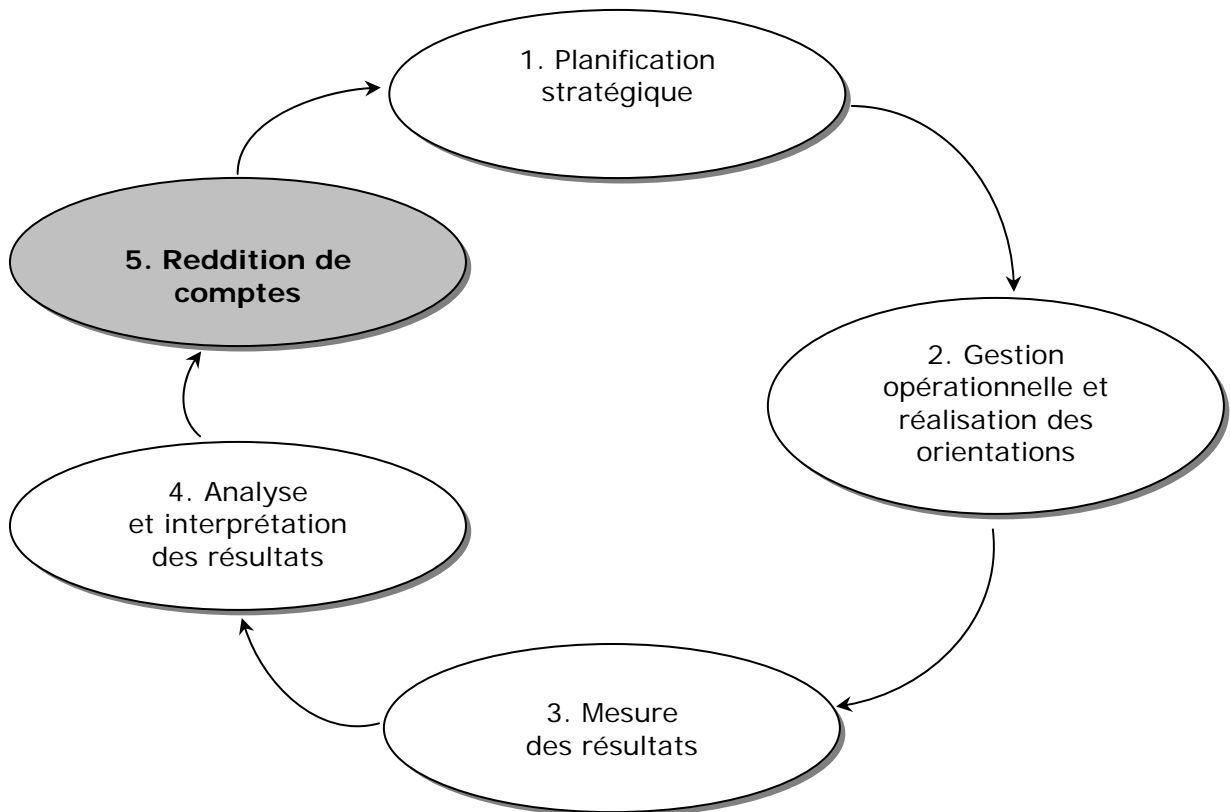 1. Planification
stratégique
2. Gestion
opérationnelle et
réalisation des
orientations
3. Mesure
des résultats
4. Analyse
et interprétation
des résultats
5. Reddition de
comptes